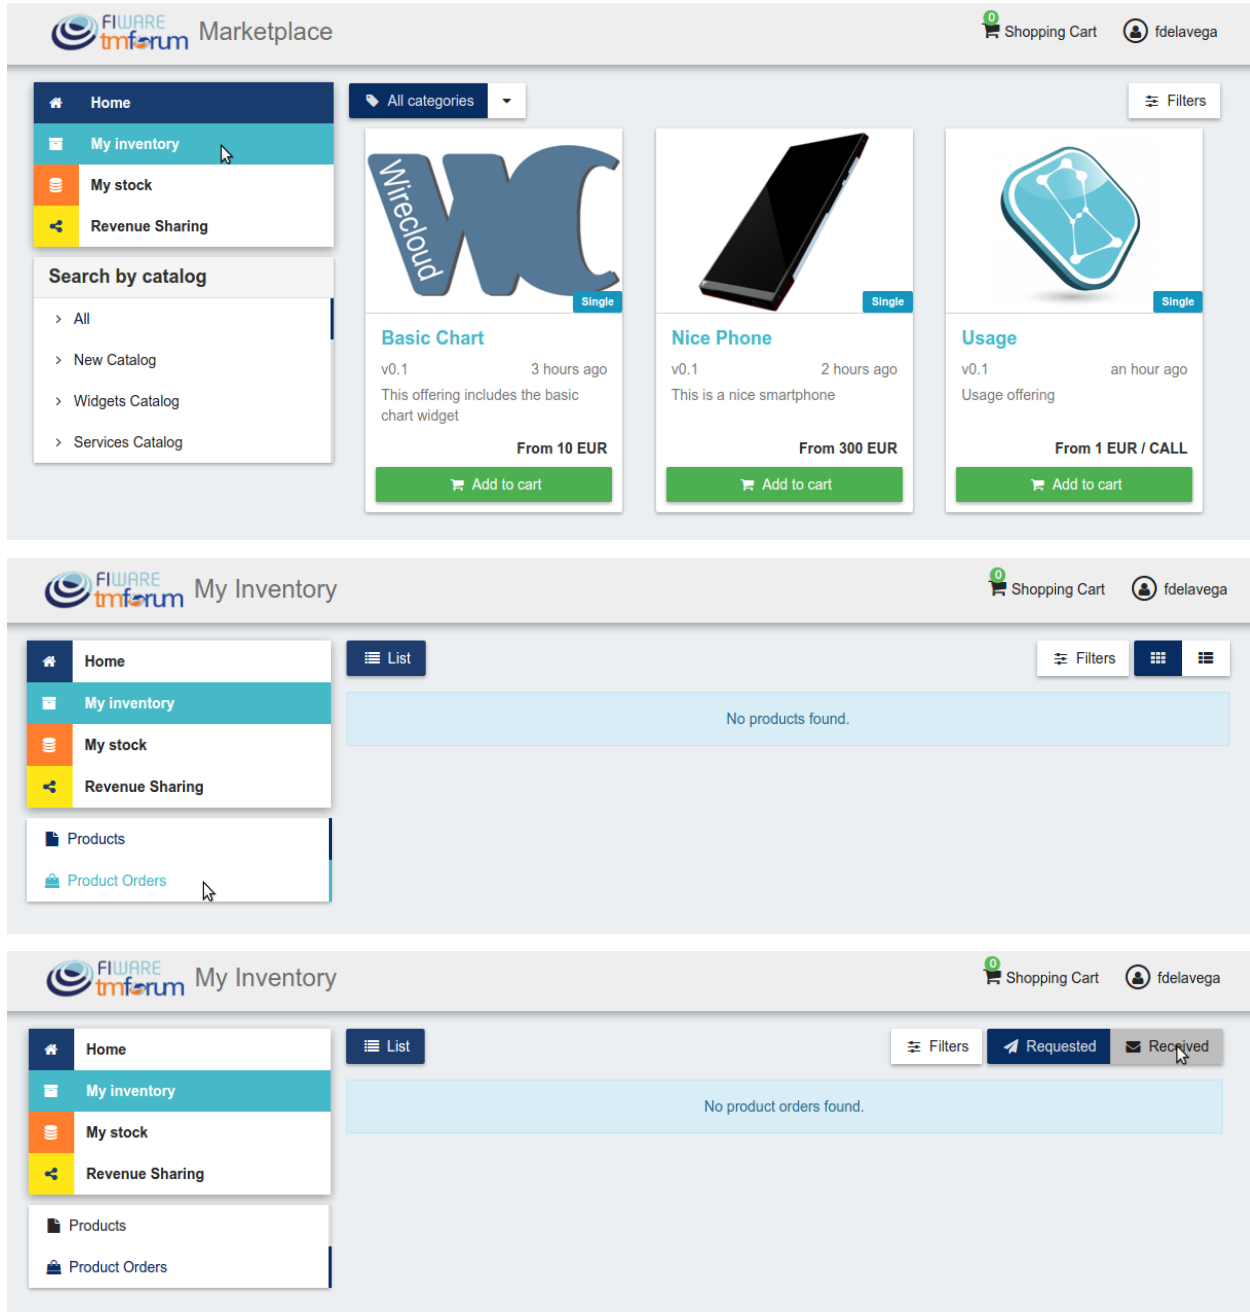 FIWARE
tmforum
Marketplace
0
Shopping Cart
fdelavega
Home
My inventory
My stock
Revenue Sharing
Search by catalog
All
New Catalog
Widgets Catalog
Services Catalog
All categories
Filters
Wirecloud
WC
Single
Basic Chart
v0.1 3 hours ago
This offering includes the basic
chart widget
From 10 EUR
Add to cart
Single
Nice Phone
v0.1 2 hours ago
This is a nice smartphone
From 300 EUR
Add to cart
Single
Usage
v0.1 an hour ago
Usage offering
From 1 EUR / CALL
Add to cart
FIWARE
tmforum
My Inventory
0
Shopping Cart
fdelavega
Home
My inventory
My stock
Revenue Sharing
Products
Product Orders
List
Filters
No products found.
FIWARE
tmforum
My Inventory
0
Shopping Cart
fdelavega
Home
My inventory
My stock
Revenue Sharing
Products
Product Orders
List
Filters
Requested
Received
No product orders found.